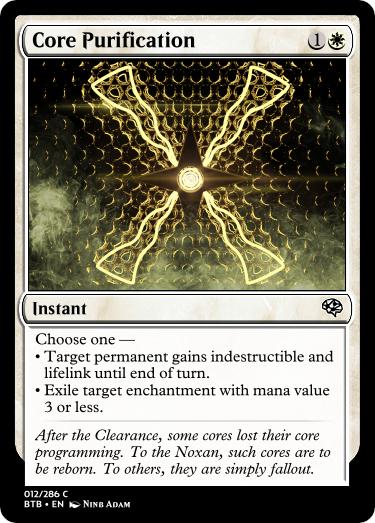 Core Purification
1
Instant
Choose one —
• Target permanent gains indestructible and
lifelink until end of turn.
• Exile target enchantment with mana value
3 or less.
After the Clearance, some cores lost their core
programming. To the Noxan, such cores are to
be reborn. To others, they are simply fallout.
012/286 C
BTB • EN Ninb Adam